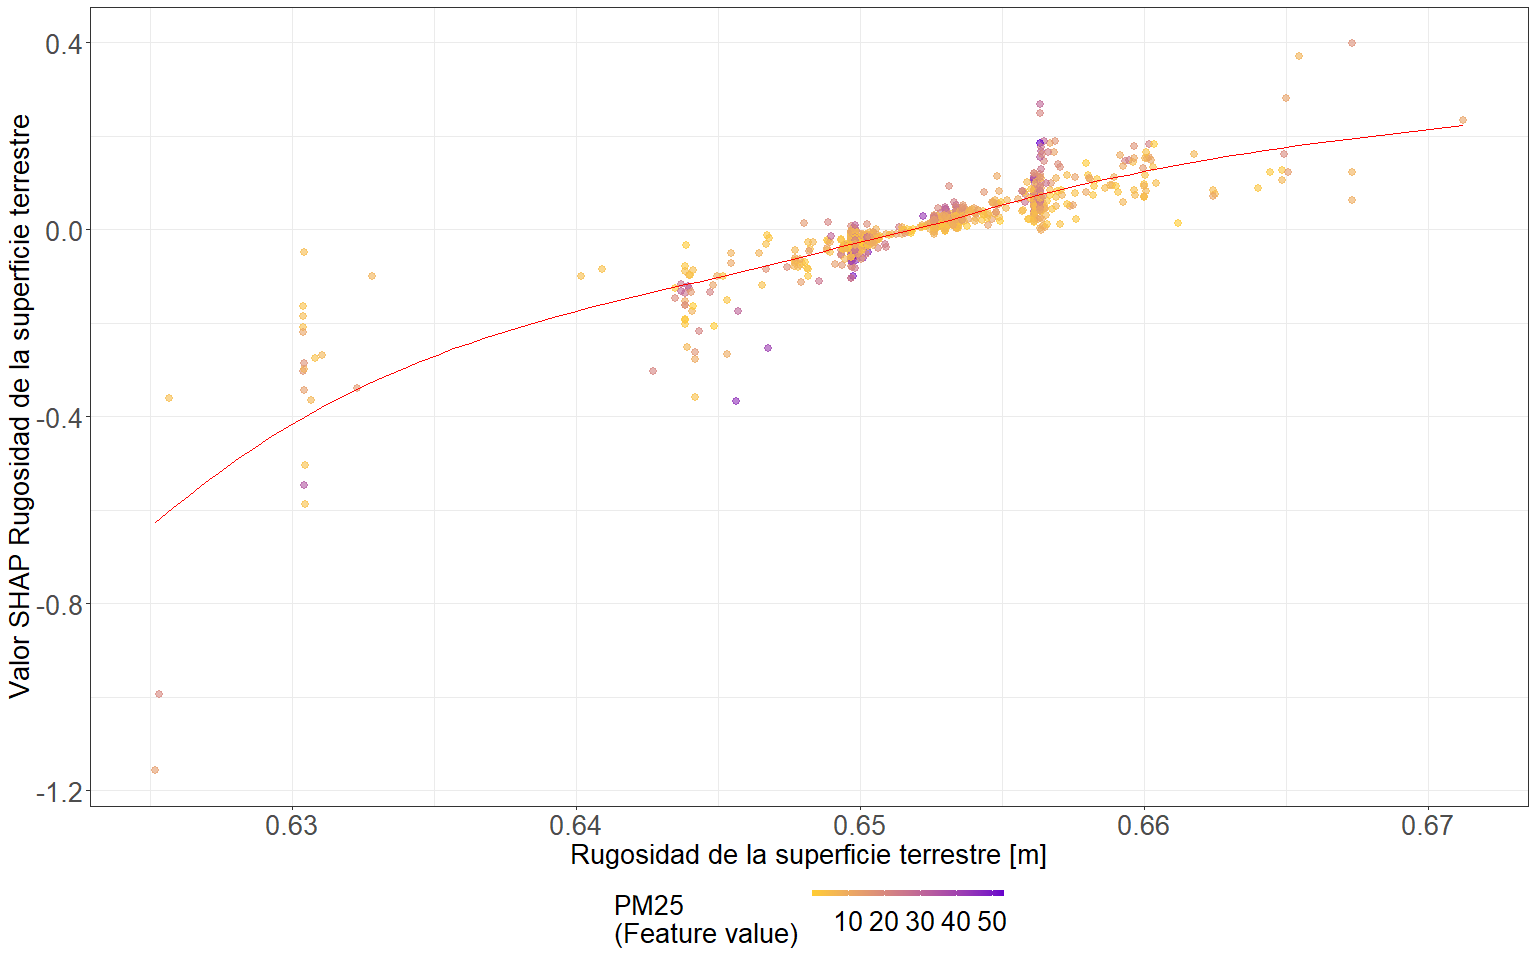 Valor SHAP Rugosidad de la superficie terrestre
0.4
0.0
-0.4
-0.8
-1.2
0.63 0.64 0.65 0.66 0.67
Rugosidad de la superficie terrestre [m]
PM25
(Feature value)
10 20 30 40 50